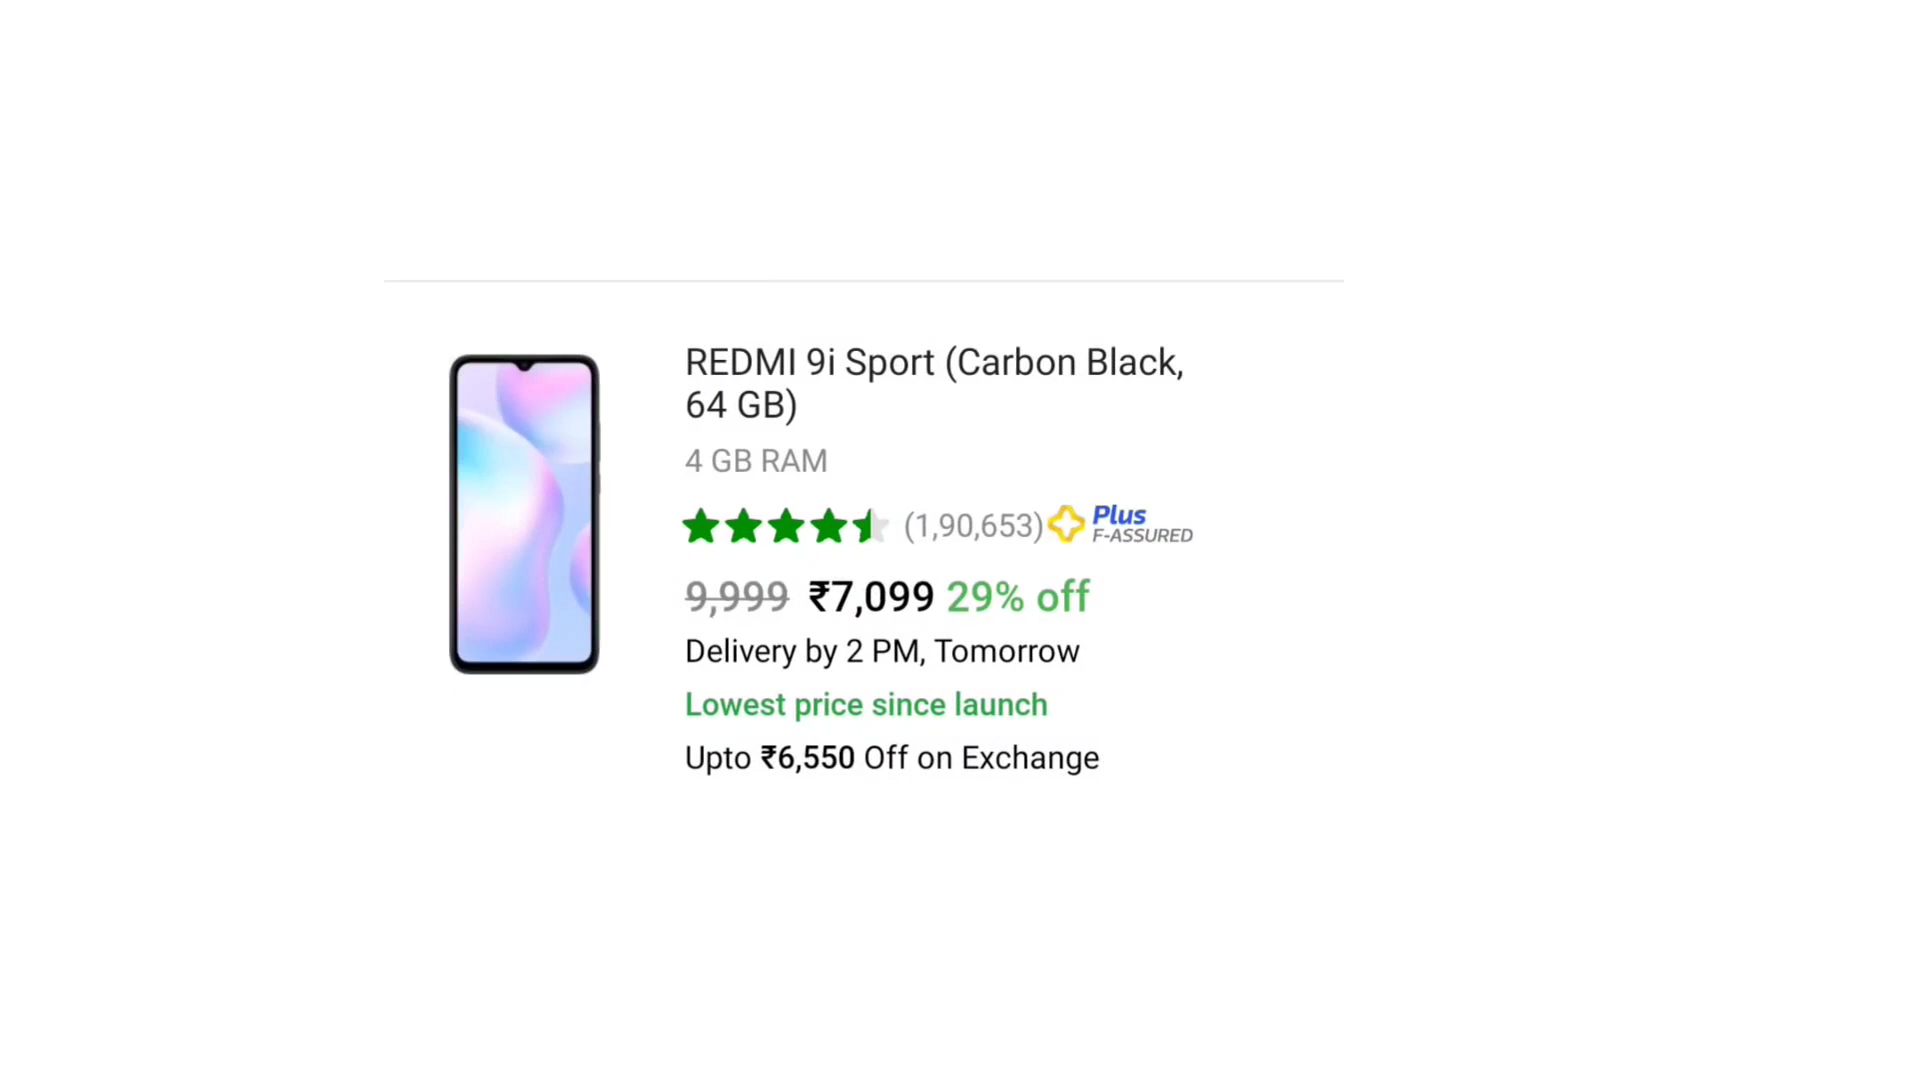 REDMI 9i Sport (Carbon Black,
64 GB)
4 GB RAM
(1,90,653) Plus
F-ASSURED
9,999 ₹7,099 29% off
Delivery by 2 PM, Tomorrow
Lowest price since launch
Upto ₹6,550 Off on Exchange